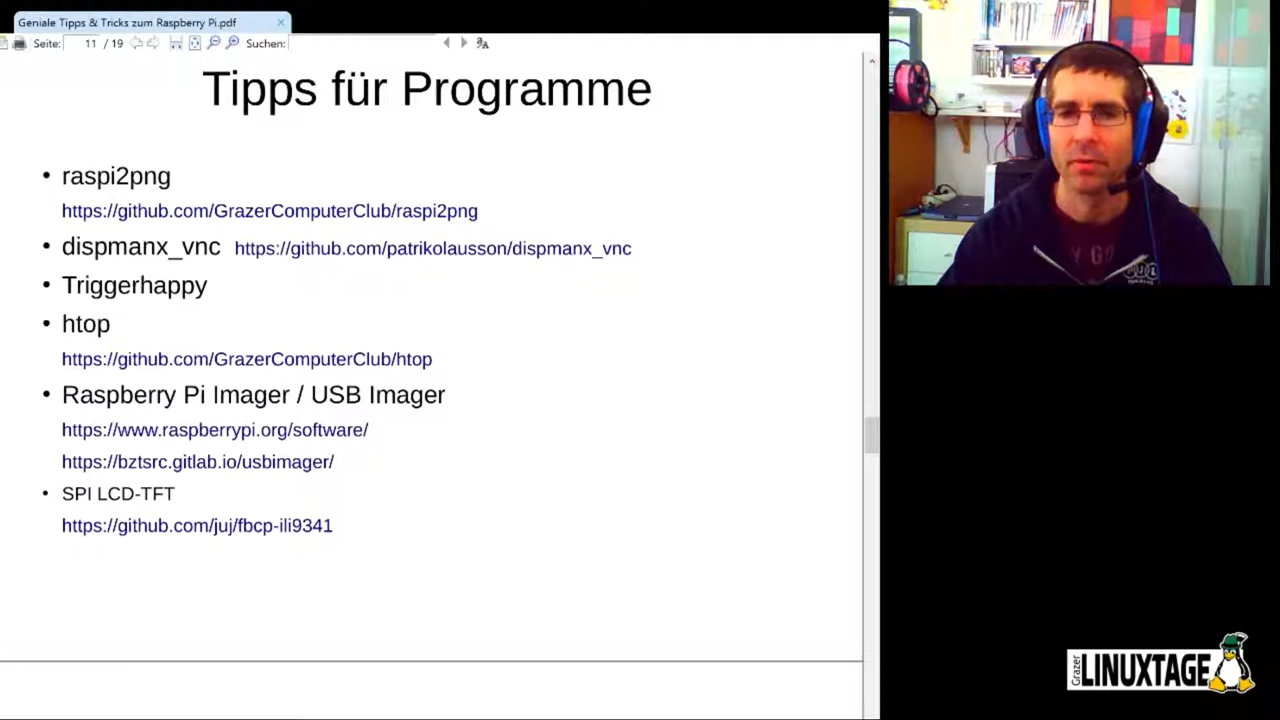 Geniale Tipps & Tricks zum Raspberry Pi.pdf
Seite: 11 / 19 Suchen:
Tipps für Programme
• raspi2png
https://github.com/GrazerComputerClub/raspi2png
• dispmanx_vnc https://github.com/patrikolausson/dispmanx_vnc
• Triggerhappy
• htop
https://github.com/GrazerComputerClub/htop
• Raspberry Pi Imager / USB Imager
https://www.raspberrypi.org/software/
https://bztsrc.gitlab.io/usbimager/
• SPI LCD-TFT
https://github.com/juj/fbcp-ili9341
Grazer LINUXTAGE